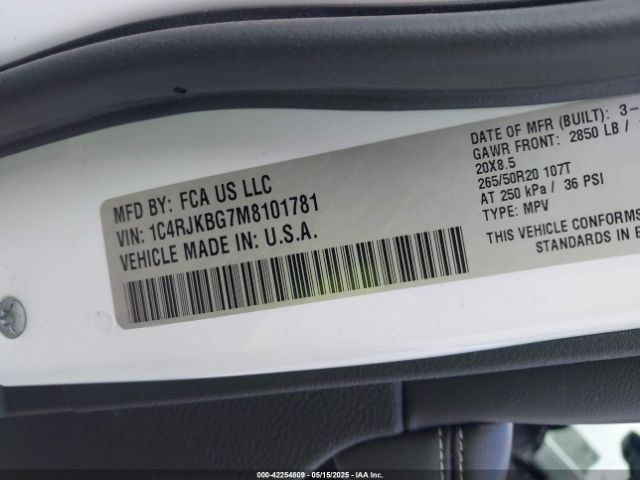 MFD BY: FCA US LLC
VIN: 1C4RJKBG7M8101781
VEHICLE MADE IN U.S.A.
DATE OF MFR (BUILT): 3-
GAWR FRONT: 2850 LB /
20X8.5
265/50R20 107T
AT 250 kPa / 36 PSI
TYPE: MPV
THIS VEHICLE CONFORMS
STANDARDS IN
000-42254809 - 05/15/2025 - IAA Inc.